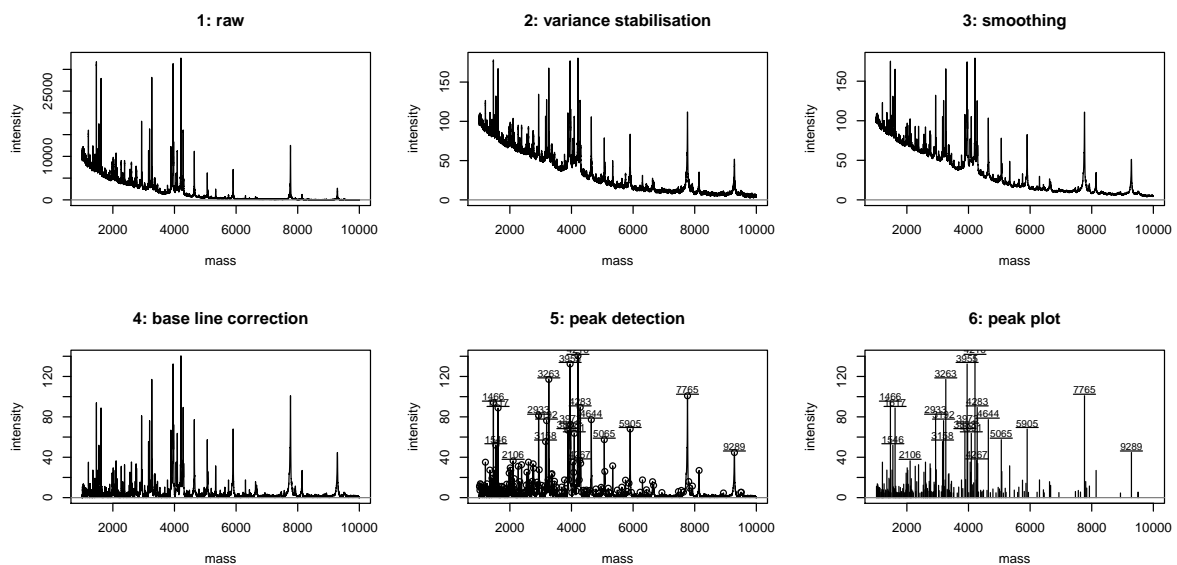 1: raw
2: variance stabilisation
3: smoothing
intensity
0 10000 25000
2000 4000 6000 8000 10000
mass
intensity
0 50 100 150
2000 4000 6000 8000 10000
mass
intensity
0 50 100 150
2000 4000 6000 8000 10000
mass
4: base line correction
5: peak detection
6: peak plot
intensity
0 40 80 120
2000 4000 6000 8000 10000
mass
intensity
0 40 80 120
3263
1466
7765
2933
4283
4644
5905
3158
5065
1546
2106
4267
9289
2000 4000 6000 8000 10000
mass
intensity
0 40 80 120
3955
3263
1466
1617
7765
2933
4283
3192
4644
5905
3158
5065
1546
2106
4267
9289
2000 4000 6000 8000 10000
mass